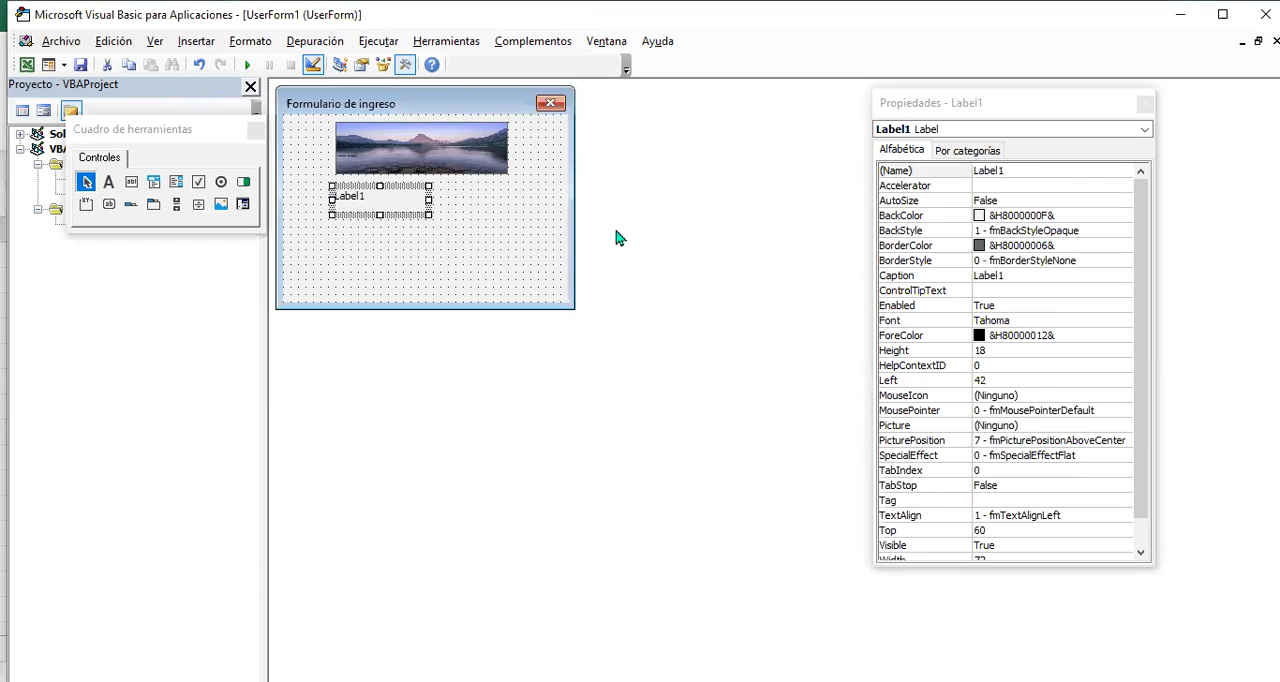 Microsoft Visual Basic para Aplicaciones - [UserForm1 (UserForm)]
Archivo Edición Ver Insertar Formato Depuración Ejecutar Herramientas Complementos Ventana Ayuda
Proyecto - VBAProject
Sol
VB
Cuadro de herramientas
Controles
Formulario de ingreso
Label1
Propiedades - Label1
Label1 Label
Alfabética Por categorías
(Name) Label1
Accelerator
AutoSize False
BackColor &H8000000F&
BackStyle 1 - fmBackStyleOpaque
BorderColor &H80000006&
BorderStyle 0 - fmBorderStyleNone
Caption Label1
ControlTipText
Enabled True
Font Tahoma
ForeColor &H80000012&
Height 18
HelpContextID 0
Left 42
MouseIcon (Ninguno)
MousePointer 0 - fmMousePointerDefault
Picture (Ninguno)
PicturePosition 7 - fmPicturePositionAboveCenter
SpecialEffect 0 - fmSpecialEffectFlat
TabIndex 0
TabStop False
Tag
TextAlign 1 - fmTextAlignLeft
Top 60
Visible True
Width 72